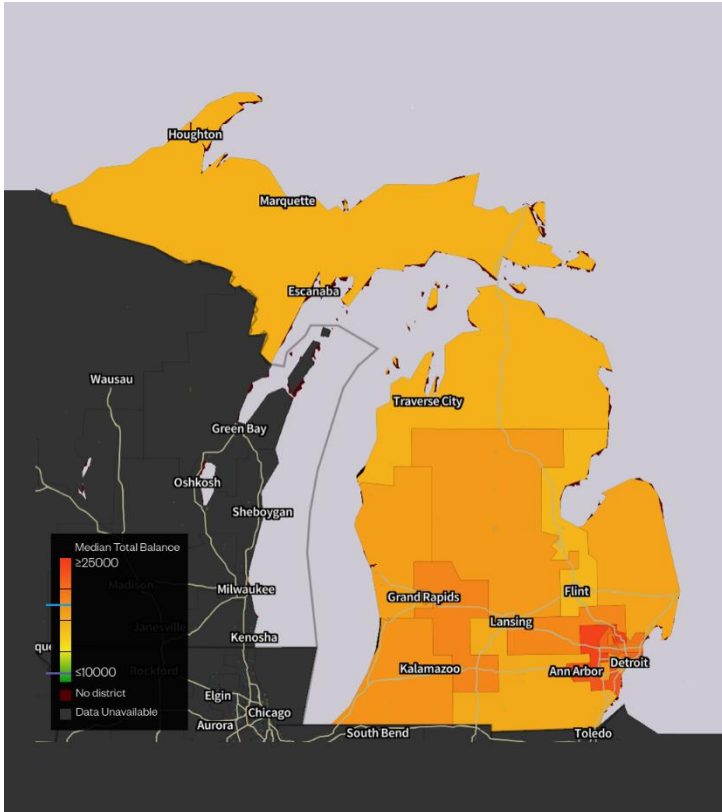 Houghton
Marquette
Escanaba
Wausau
Traverse City
Green Bay
Oshkosh
Sheboygan
Median Total Balance
≥25000
Flint
Madison
Milwaukee
Grand Rapids
Lansing
Janesville
Kenosha
que
Kalamazoo
Ann Arbor
Detroit
≤10000
Rockford
No district
Elgin
Data Unavailable
Chicago
Aurora
South Bend
Toledo